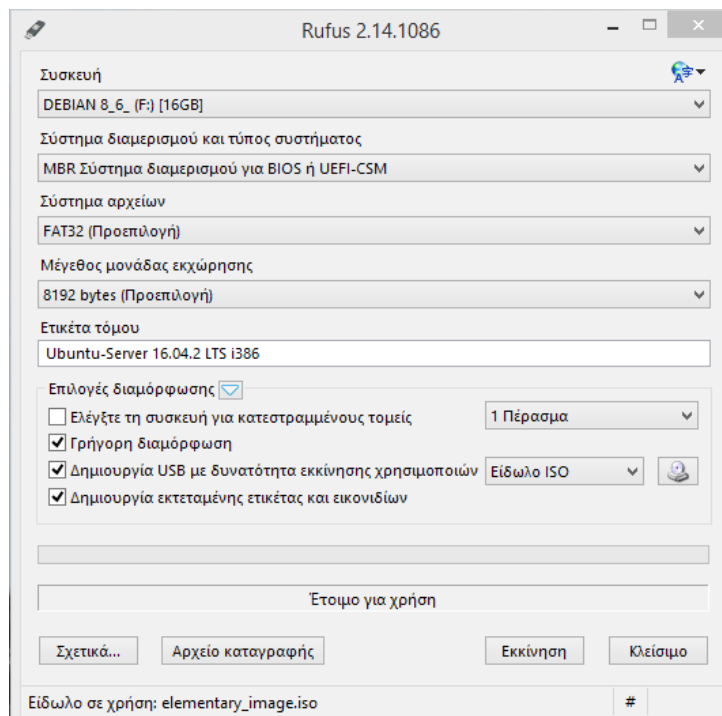 Rufus 2.14.1086
Συσκευή
DEBIAN 8_6_ (F:) [16GB]
Σύστημα διαμερισμού και τύπος συστήματος
MBR Σύστημα διαμερισμού για BIOS ή UEFI-CSM
Σύστημα αρχείων
FAT32 (Προεπιλογή)
Μέγεθος μονάδας εκχώρησης
8192 bytes (Προεπιλογή)
Ετικέτα τόμου
Ubuntu-Server 16.04.2 LTS i386
Επιλογές διαμόρφωσης
Ελέγξτε τη συσκευή για κατεστραμμένους τομείς 1 Πέρασμα
Γρήγορη διαμόρφωση
Δημιουργία USB με δυνατότητα εκκίνησης χρησιμοποιών Είδωλο ISO
Δημιουργία εκτεταμένης ετικέτας και εικονιδίων
Έτοιμο για χρήση
Σχετικά... Αρχείο καταγραφής Εκκίνηση Κλείσιμο
Είδωλο σε χρήση: elementary_image.iso #